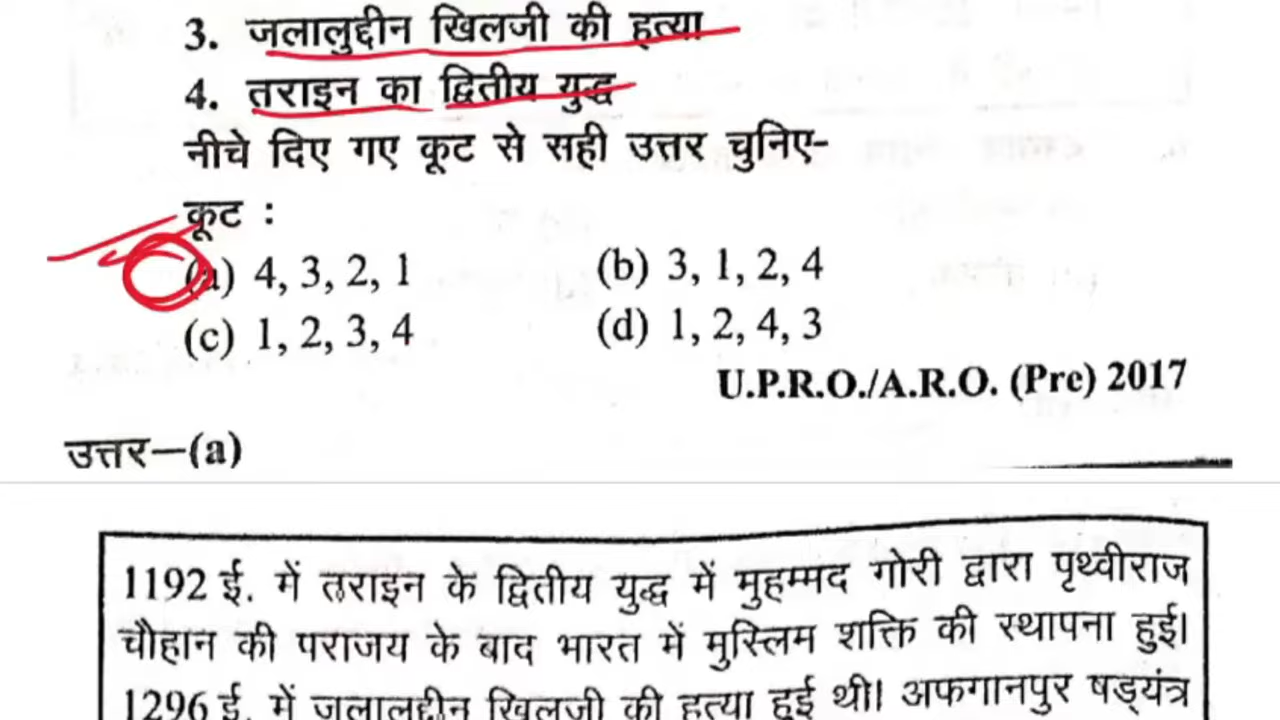 3. जलालुद्दीन खिलजी की हत्या
4. तराइन का द्वितीय युद्ध
नीचे दिए गए कूट से सही उत्तर चुनिए-
कूट :
(a) 4, 3, 2, 1 (b) 3, 1, 2, 4
(c) 1, 2, 3, 4 (d) 1, 2, 4, 3
U.P.R.O./A.R.O. (Pre) 2017
उत्तर—(a)
1192 ई. में तराइन के द्वितीय युद्ध में मुहम्मद गोरी द्वारा पृथ्वीराज
चौहान की पराजय के बाद भारत में मुस्लिम शक्ति की स्थापना हुई।
1296 ई. में जलालुद्दीन खिलजी की हत्या हुई थी। अफगानपुर षड्यंत्र